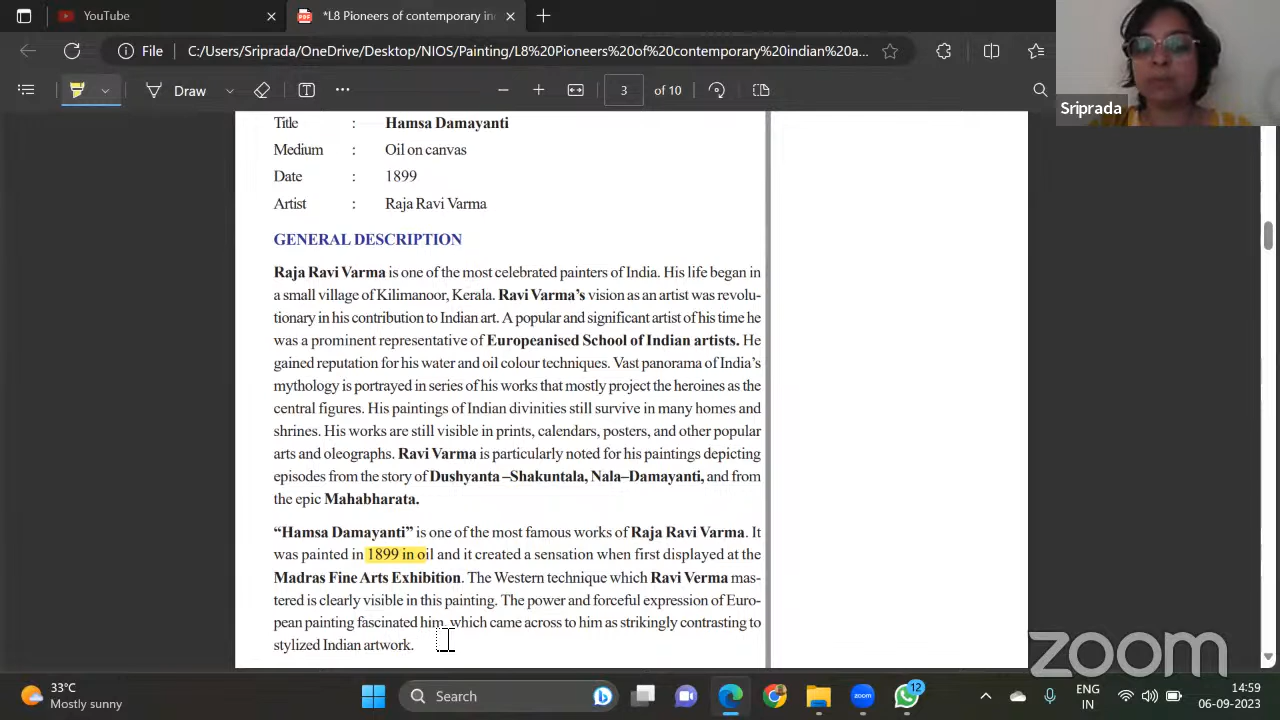 YouTube
*L8 Pioneers of contemporary in
File
C:/Users/Sriprada/OneDrive/Desktop/NIOS/Painting/L8%20Pioneers%20of%20contemporary%20indian%20a...
Draw
3 of 10
Sriprada
Title : Hamsa Damayanti
Medium : Oil on canvas
Date : 1899
Artist : Raja Ravi Varma
GENERAL DESCRIPTION
Raja Ravi Varma is one of the most celebrated painters of India. His life began in
a small village of Kilimanoor, Kerala. Ravi Varma's vision as an artist was revolu-
tionary in his contribution to Indian art. A popular and significant artist of his time he
was a prominent representative of Europeanised School of Indian artists. He
gained reputation for his water and oil colour techniques. Vast panorama of India's
mythology is portrayed in series of his works that mostly project the heroines as the
central figures. His paintings of Indian divinities still survive in many homes and
shrines. His works are still visible in prints, calendars, posters, and other popular
arts and oleographs. Ravi Varma is particularly noted for his paintings depicting
episodes from the story of Dushyanta –Shakuntala, Nala–Damayanti, and from
the epic Mahabharata.
“Hamsa Damayanti” is one of the most famous works of Raja Ravi Varma. It
was painted in 1899 in oil and it created a sensation when first displayed at the
Madras Fine Arts Exhibition. The Western technique which Ravi Verma mas-
tered is clearly visible in this painting. The power and forceful expression of Euro-
pean painting fascinated him, which came across to him as strikingly contrasting to
stylized Indian artwork.
zoom
33°C
Mostly sunny
Search
zoom
12
ENG
IN
14:59
06-09-2023